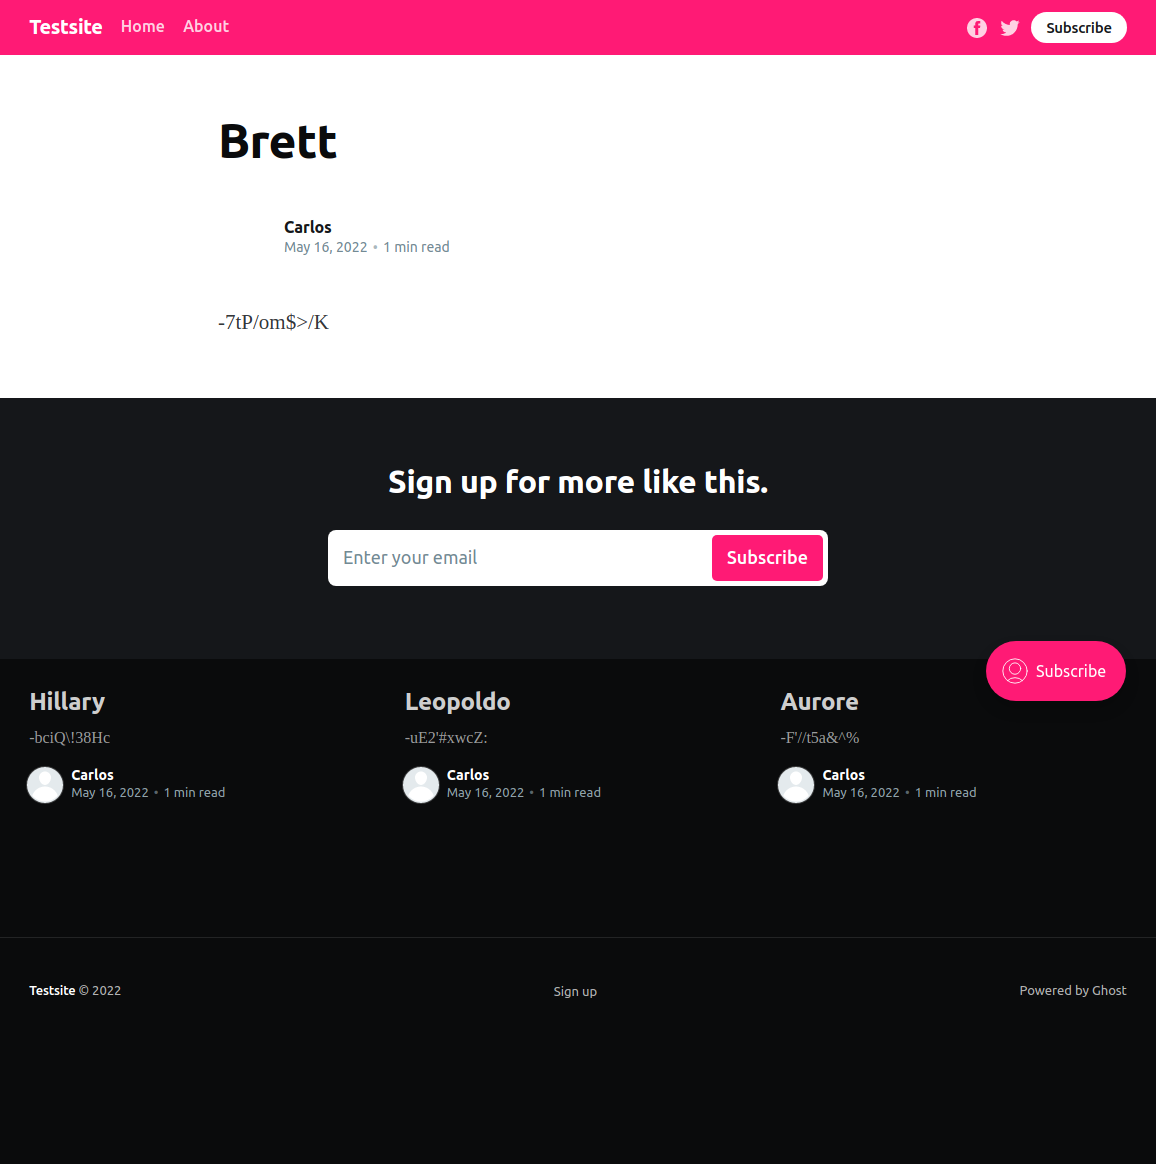 Testsite Home About Subscribe
Brett
Carlos
May 16, 2022 • 1 min read
-7tP/om$>/K
Sign up for more like this.
Enter your email Subscribe
Subscribe
Hillary
-bciQ\!38Hc
Carlos
May 16, 2022 • 1 min read
Leopoldo
-uE2'#xwcZ:
Carlos
May 16, 2022 • 1 min read
Aurore
-F'//t5a&^%
Carlos
May 16, 2022 • 1 min read
Testsite © 2022
Sign up
Powered by Ghost